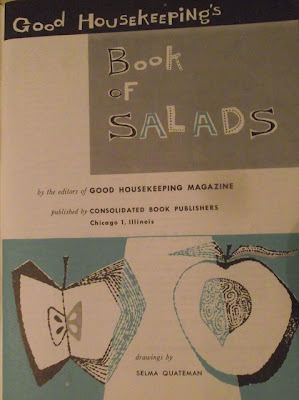 Good Housekeeping's
Book
of
SALADS
by the editors of GOOD HOUSEKEEPING MAGAZINE
published by CONSOLIDATED BOOK PUBLISHERS
Chicago 1, Illinois
drawings by
SELMA QUATEMAN